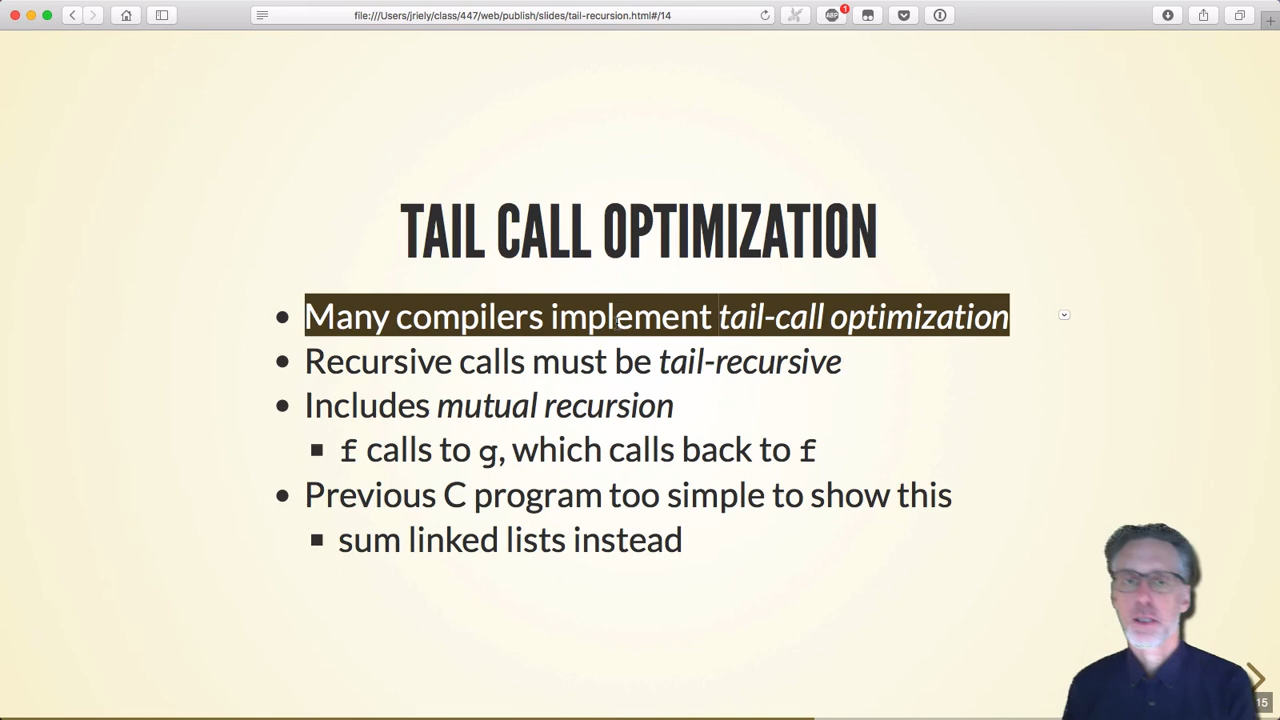 file:///Users/jriely/class/447/web/publish/slides/tail-recursion.html#/14
ABP
1
TAIL CALL OPTIMIZATION
Many compilers implement tail-call optimization
Recursive calls must be tail-recursive
Includes mutual recursion
f calls to g, which calls back to f
Previous C program too simple to show this
sum linked lists instead
15